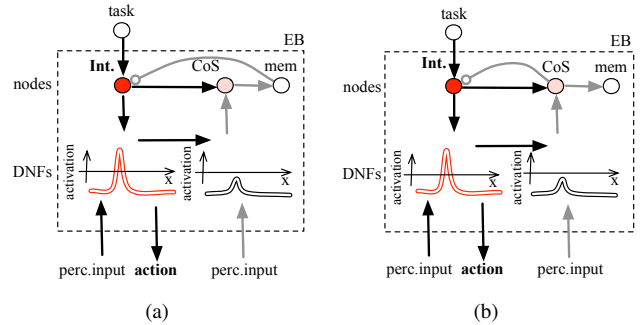 task
EB
Int.
CoS
mem
nodes
DNFs
activation
x
activation
x
perc.input
action
perc.input
(a)
task
EB
Int.
CoS
mem
nodes
DNFs
activation
x
activation
x
perc.input
action
perc.input
(b)